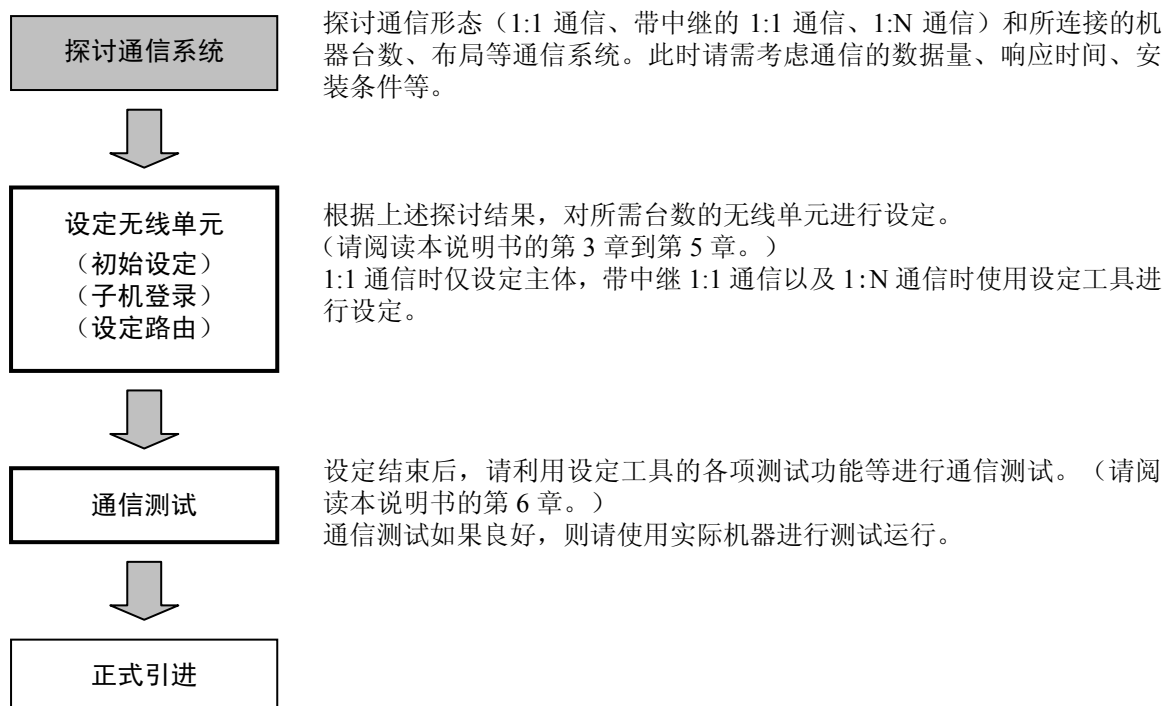 探讨通信系统
探讨通信形态（1:1 通信、带中继的 1:1 通信、1:N 通信）和所连接的机
器台数、布局等通信系统。此时请需考虑通信的数据量、响应时间、安
装条件等。
设定无线单元
（初始设定）
（子机登录）
（设定路由）
根据上述探讨结果，对所需台数的无线单元进行设定。
（请阅读本说明书的第 3 章到第 5 章。）
1:1 通信时仅设定主体，带中继 1:1 通信以及 1:N 通信时使用设定工具进
行设定。
通信测试
设定结束后，请利用设定工具的各项测试功能等进行通信测试。（请阅
读本说明书的第 6 章。）
通信测试如果良好，则请使用实际机器进行测试运行。
正式引进